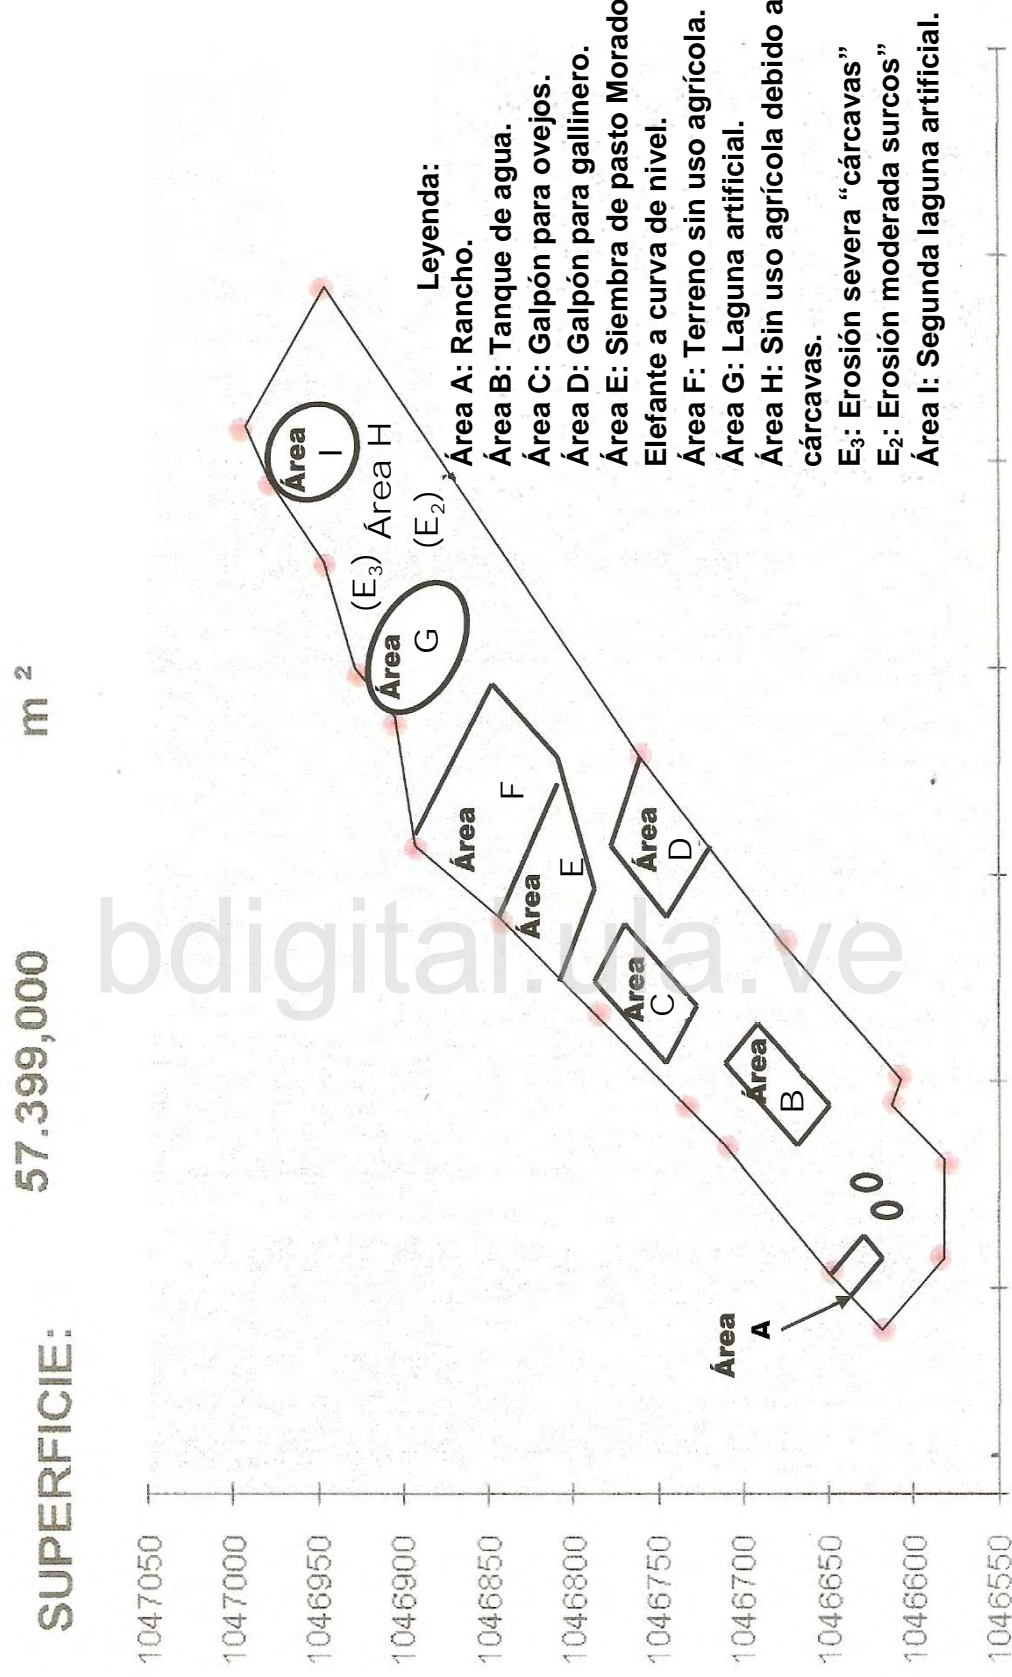 SUPERFICIE: 57.399,000 m ²
1047050
1047000
1046950
1046900
1046850
1046800
1046750
1046700
1046650
1046600
1046550
Área
A
Área
B
Área
C
Área
D
Área
E
Área
F
Área
G
(E₃)
Área H
(E₂)
Área
I
Leyenda:
Área A: Rancho.
Área B: Tanque de agua.
Área C: Galpón para ovejos.
Área D: Galpón para gallinero.
Área E: Siembra de pasto Morado
Elefante a curva de nivel.
Área F: Terreno sin uso agrícola.
Área G: Laguna artificial.
Área H: Sin uso agrícola debido a
cárcavas.
E₃: Erosión severa “cárcavas”
E₂: Erosión moderada surcos”
Área I: Segunda laguna artificial.
bdigital.ula.ve